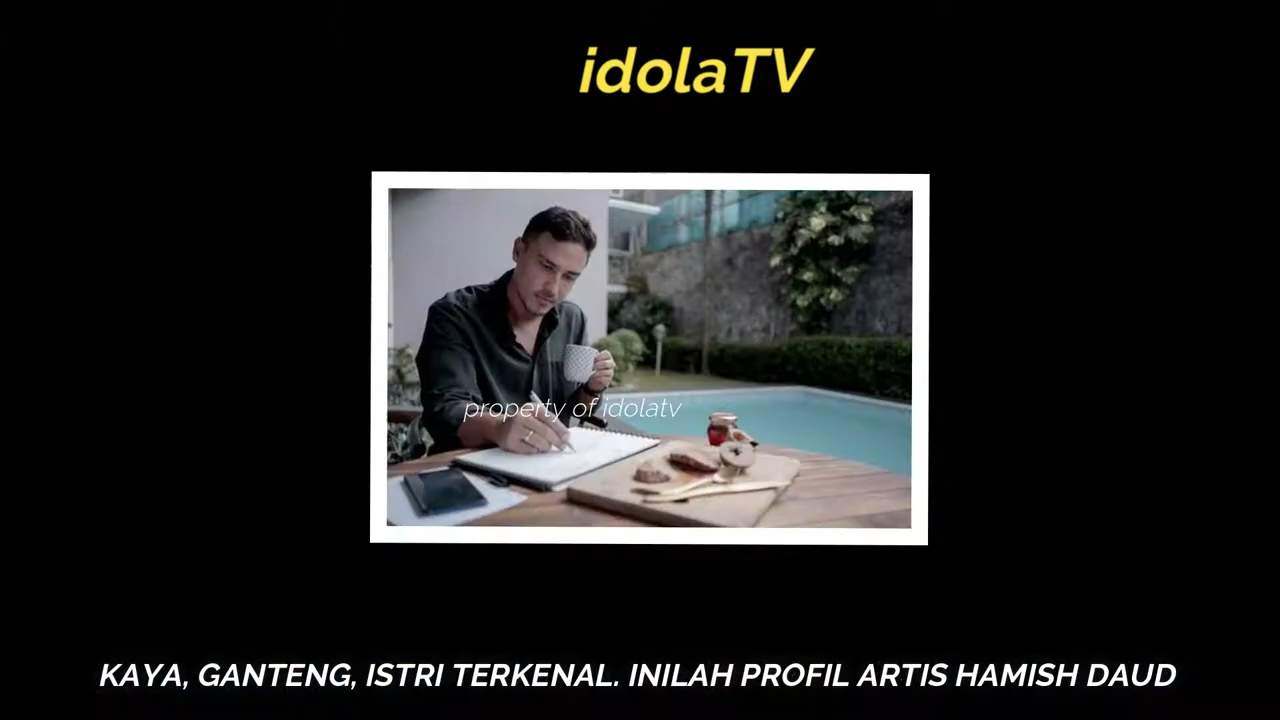 idolaTV
property of idolatv
KAYA, GANTENG, ISTRI TERKENAL. INILAH PROFIL ARTIS HAMISH DAUD